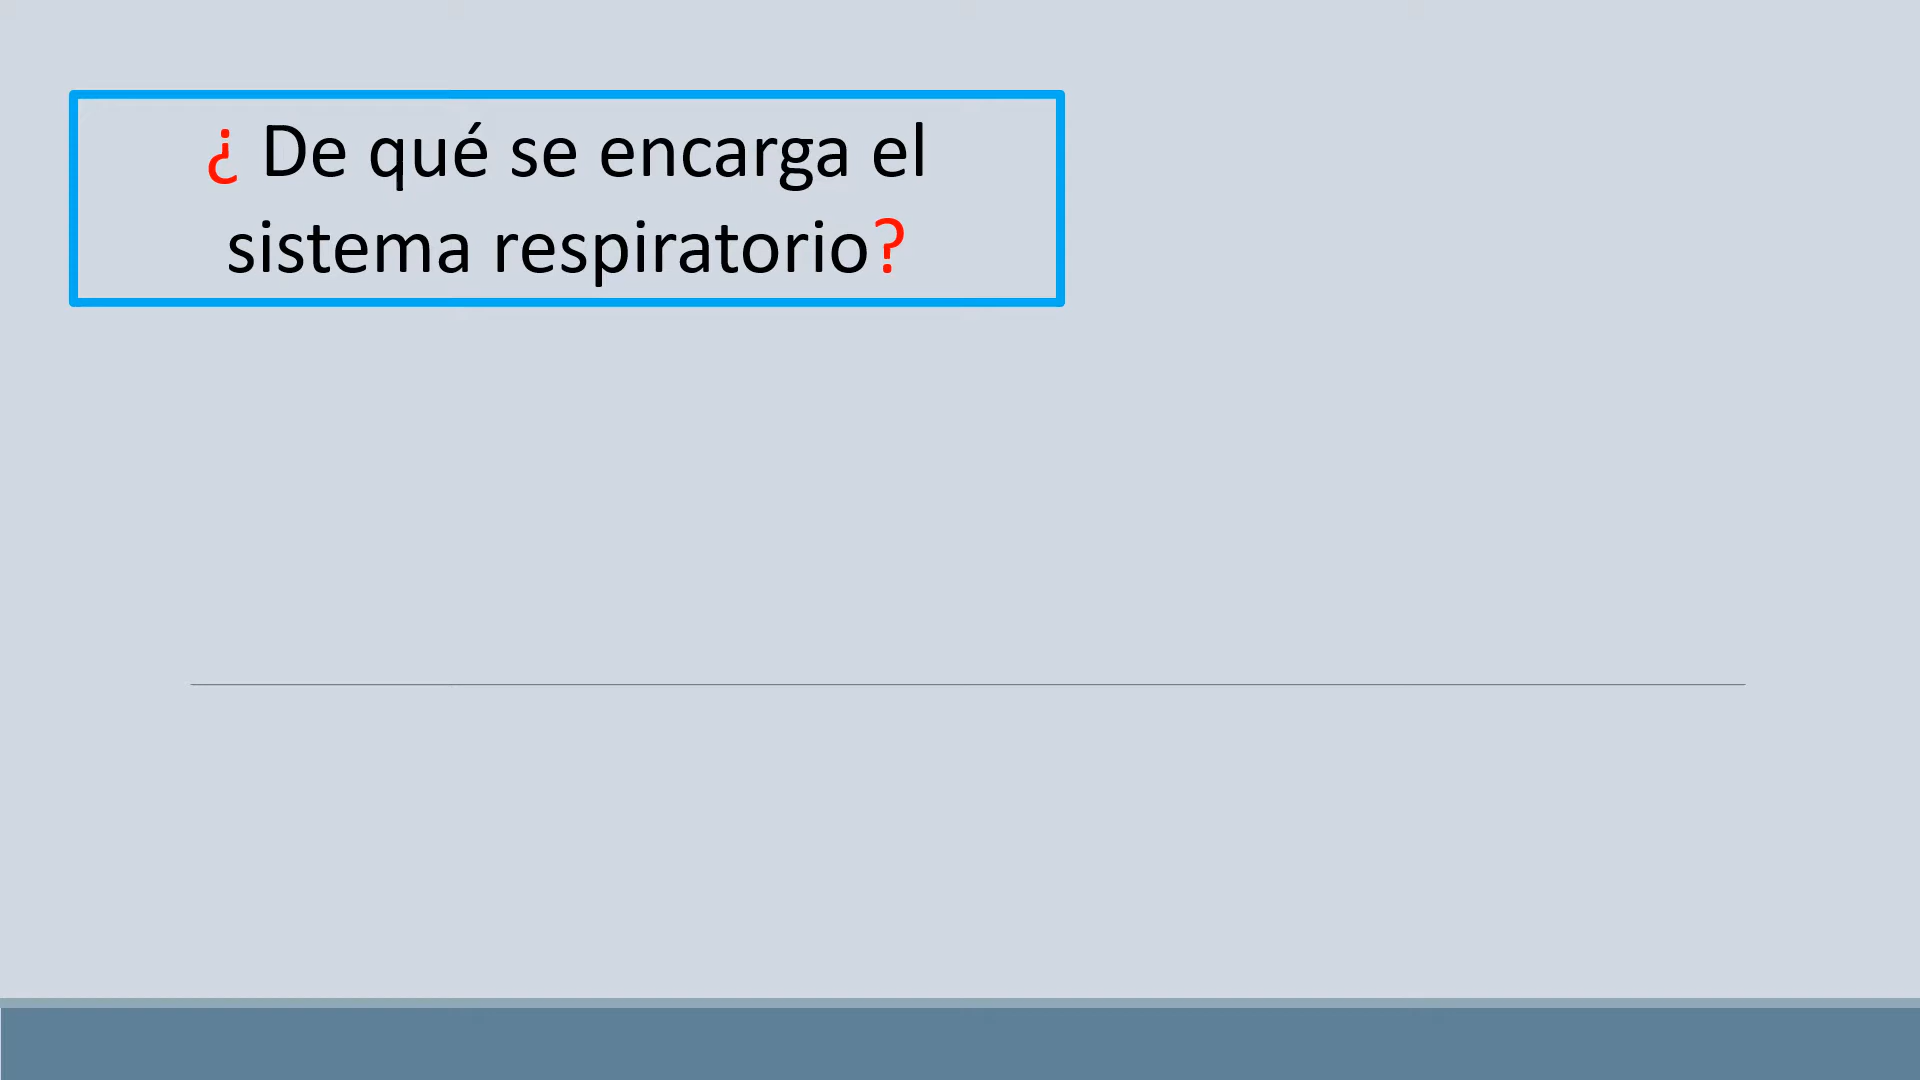 ¿ De qué se encarga el
sistema respiratorio?